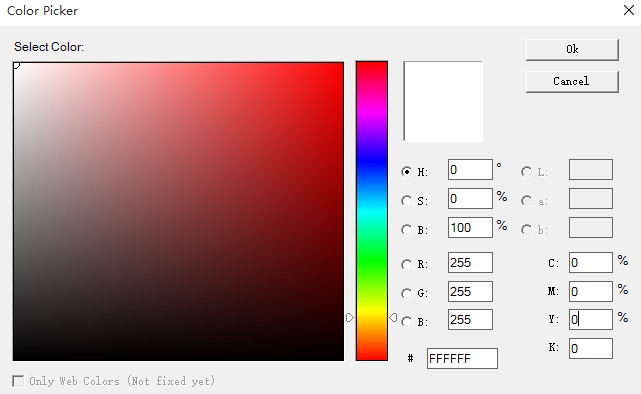 Color Picker
Select Color:
Ok
Cancel
H: 0 °
S: 0 %
B: 100 %
L:
a:
b:
R: 255
G: 255
B: 255
C: 0 %
M: 0 %
Y: 0 %
K: 0
# FFFFFF
Only Web Colors (Not fixed yet)